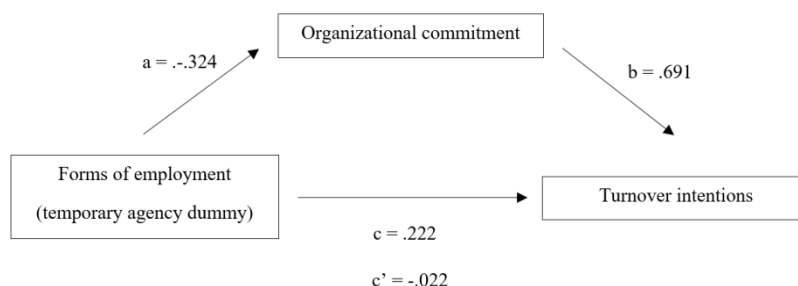 Organizational commitment
a = .-.324
b = .691
Forms of employment
(temporary agency dummy)
Turnover intentions
c = .222
c’ = -.022